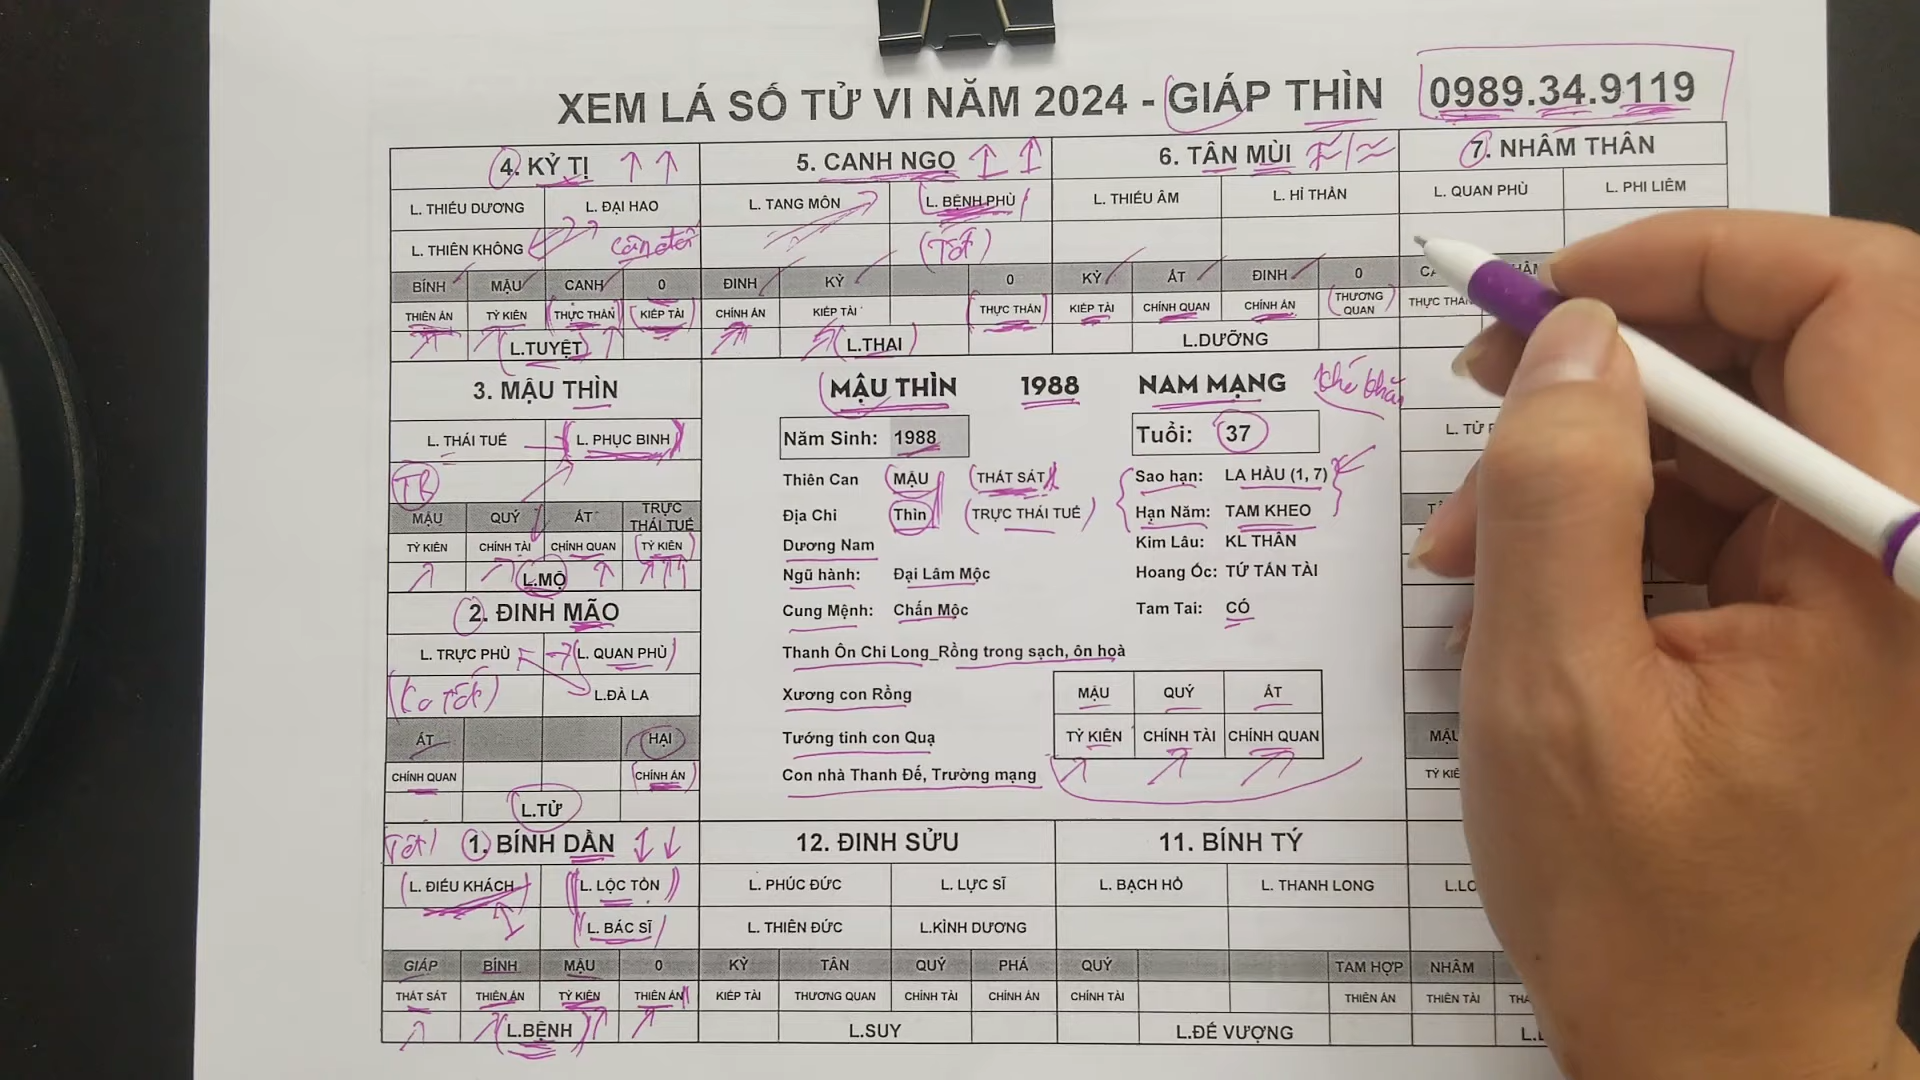 XEM LÁ SỐ TỬ VI NĂM 2024 - GIÁP THÌN 0989.34.9119
4. KỶ TỊ 5. CANH NGỌ 6. TÂN MÙI 7. NHÂM THÂN
L. THIẾU DƯƠNG L. ĐẠI HAO L. TANG MÔN L. BỆNH PHÙ L. THIẾU ÂM L. HỈ THẦN L. QUAN PHÙ L. PHI LIÊM
L. THIÊN KHÔNG (Tốt)
BÍNH MẬU CANH 0 ĐINH KỶ 0 KỶ ẤT ĐINH 0
THIÊN ẤN TỶ KIÊN THỰC THẦN KIẾP TÀI CHÍNH ẤN KIẾP TÀI THỰC THẦN KIẾP TÀI CHÍNH QUAN CHÍNH ẤN THƯƠNG QUAN
L.TUYỆT L.THAI L.DƯỠNG
3. MẬU THÌN
L. THÁI TUẾ L. PHỤC BINH
TB
MẬU QUÝ ẤT TRỰC THÁI TUẾ
TỶ KIÊN CHÍNH TÀI CHÍNH QUAN TỶ KIÊN
L.MỘ
2. ĐINH MÃO
L. TRỰC PHÙ L. QUAN PHỦ
L.ĐÀ LA
ẤT HẠI
CHÍNH QUAN CHÍNH ẤN
L.TỬ
MẬU THÌN 1988 NAM MẠNG
Năm Sinh: 1988 Tuổi: 37
Thiên Can MẬU THẤT SÁT Sao hạn: LA HẦU (1, 7)
Địa Chi Thìn (TRỰC THÁI TUẾ) Hạn Năm: TAM KHEO
Dương Nam Kim Lâu: KL THÂN
Ngũ hành: Đại Lâm Mộc Hoang Ốc: TỨ TẤN TÀI
Cung Mệnh: Chấn Mộc Tam Tai: CÓ
Thanh Ôn Chi Long_Rồng trong sạch, ôn hoà
Xương con Rồng MẬU QUÝ ẤT
Tướng tinh con Quạ TỶ KIÊN CHÍNH TÀI CHÍNH QUAN
Con nhà Thanh Đế, Trường mạng
Tốt 1. BÍNH DẦN 12. ĐINH SỬU 11. BÍNH TÝ
L. ĐIẾU KHÁCH L. LỘC TỒN L. PHÚC ĐỨC L. LỰC SĨ L. BẠCH HỔ L. THANH LONG
L. BÁC SĨ L. THIÊN ĐỨC L.KÌNH DƯƠNG
GIÁP BÍNH MẬU 0 KỶ TÂN QUÝ PHÁ QUÝ TAM HỢP NHÂM
THẤT SÁT THIÊN ẤN TỶ KIÊN THIÊN ẤN KIẾP TÀI THƯƠNG QUAN CHÍNH TÀI CHÍNH ẤN CHÍNH TÀI THIÊN ẤN THIÊN TÀI
L.BỆNH L.SUY L.ĐẾ VƯỢNG